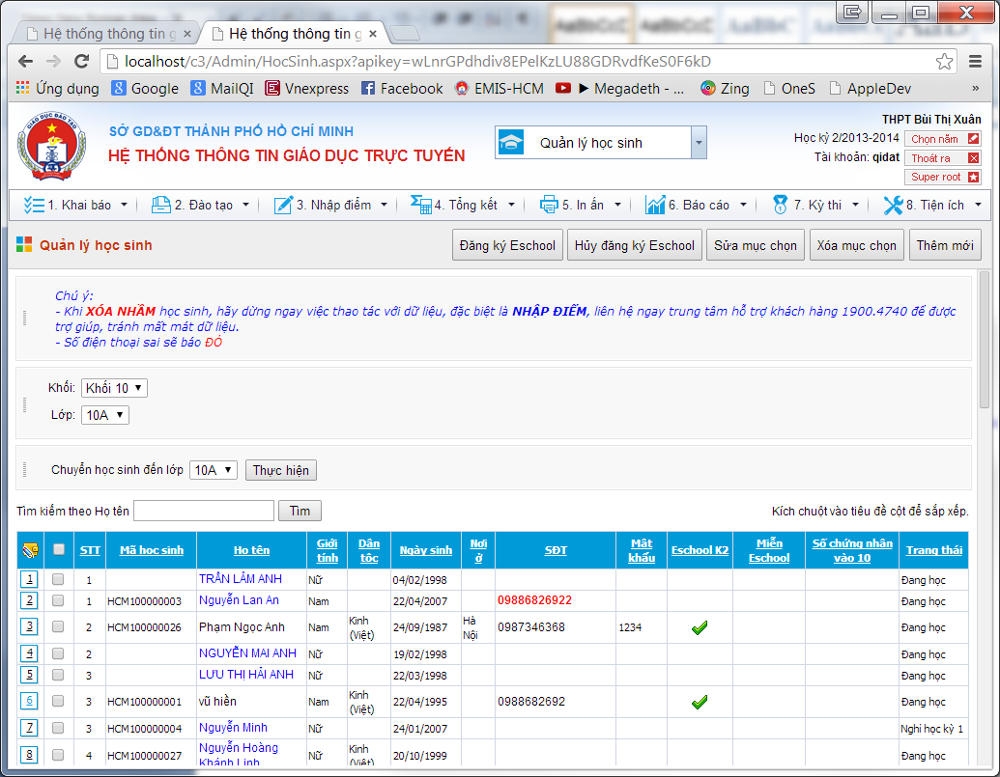 Hệ thống thông tin g
Hệ thống thông tin g
localhost/c3/Admin/HocSinh.aspx?apikey=wLnrGPdhdiv8EPelKzLU88GDRvdfKeS0F6kD
Ứng dụng Google MailQI Vnexpress Facebook EMIS-HCM ► Megadeth - ... Zing OneS AppleDev »
GIÁO DỤC ĐÀO TẠO
SỞ GD&ĐT THÀNH PHỐ HỒ CHÍ MINH
HỆ THỐNG THÔNG TIN GIÁO DỤC TRỰC TUYẾN
Quản lý học sinh
THPT Bùi Thị Xuân
Học kỳ 2/2013-2014 Chọn năm
Tài khoản: qidat Thoát ra
Super root
1. Khai báo 2. Đào tạo 3. Nhập điểm 4. Tổng kết 5. In ấn 6. Báo cáo 7. Kỳ thi 8. Tiện ích
Quản lý học sinh
Đăng ký Eschool Hủy đăng ký Eschool Sửa mục chọn Xóa mục chọn Thêm mới
Chú ý:
- Khi XÓA NHẦM học sinh, hãy dừng ngay việc thao tác với dữ liệu, đặc biệt là NHẬP ĐIỂM, liên hệ ngay trung tâm hỗ trợ khách hàng 1900.4740 để được
trợ giúp, tránh mất mát dữ liệu.
- Số điện thoại sai sẽ báo ĐỎ
Khối: Khối 10
Lớp: 10A
Chuyển học sinh đến lớp 10A Thực hiện
Tìm kiếm theo Họ tên Tìm Kích chuột vào tiêu đề cột để sắp xếp.
STT Mã học sinh Họ tên Giới tính Dân tộc Ngày sinh Nơi ở SĐT Mật khẩu Eschool K2 Miễn Eschool Số chứng nhận vào 10 Trạng thái
1 1 TRẦN LÂM ANH Nữ 04/02/1998 Đang học
2 1 HCM100000003 Nguyễn Lan An Nam 22/04/2007 09886826922 Đang học
3 2 HCM100000026 Phạm Ngọc Anh Nam Kinh (Việt) 24/09/1987 Hà Nội 0987346368 1234 Đang học
4 2 NGUYỄN MAI ANH Nữ 19/02/1998 Đang học
5 3 LƯU THỊ HẢI ANH Nữ 22/03/1998 Đang học
6 3 HCM100000001 vũ hiền Nam Kinh (Việt) 22/04/1995 0988682692 Đang học
7 3 HCM100000004 Nguyễn Minh Nữ 24/01/2007 Nghỉ học kỳ 1
8 4 HCM100000027 Nguyễn Hoàng Khánh Linh Nữ Kinh (Việt) 20/10/1999 Đang học